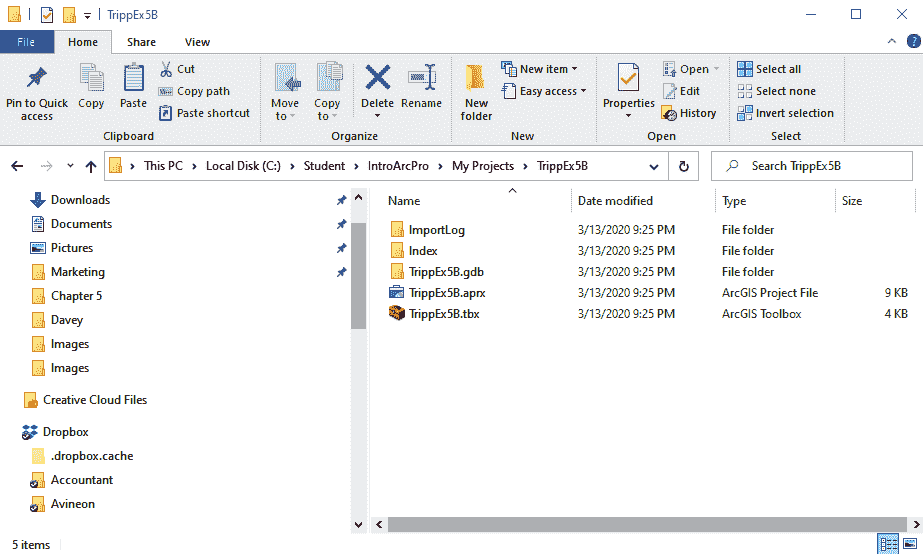 TrippEx5B
File Home Share View
Pin to Quick access
Copy
Paste
Cut
Copy path
Paste shortcut
Clipboard
Move to
Copy to
Delete
Rename
Organize
New folder
New item
Easy access
New
Properties
Open
Edit
History
Open
Select all
Select none
Invert selection
Select
This PC Local Disk (C:) Student IntroArcPro My Projects TrippEx5B
Search TrippEx5B
Downloads
Documents
Pictures
Marketing
Chapter 5
Davey
Images
Images
Creative Cloud Files
Dropbox
.dropbox.cache
Accountant
Avineon
Name Date modified Type Size
ImportLog 3/13/2020 9:25 PM File folder
Index 3/13/2020 9:25 PM File folder
TrippEx5B.gdb 3/13/2020 9:25 PM File folder
TrippEx5B.aprx 3/13/2020 9:25 PM ArcGIS Project File 9 KB
TrippEx5B.tbx 3/13/2020 9:25 PM ArcGIS Toolbox 4 KB
5 items